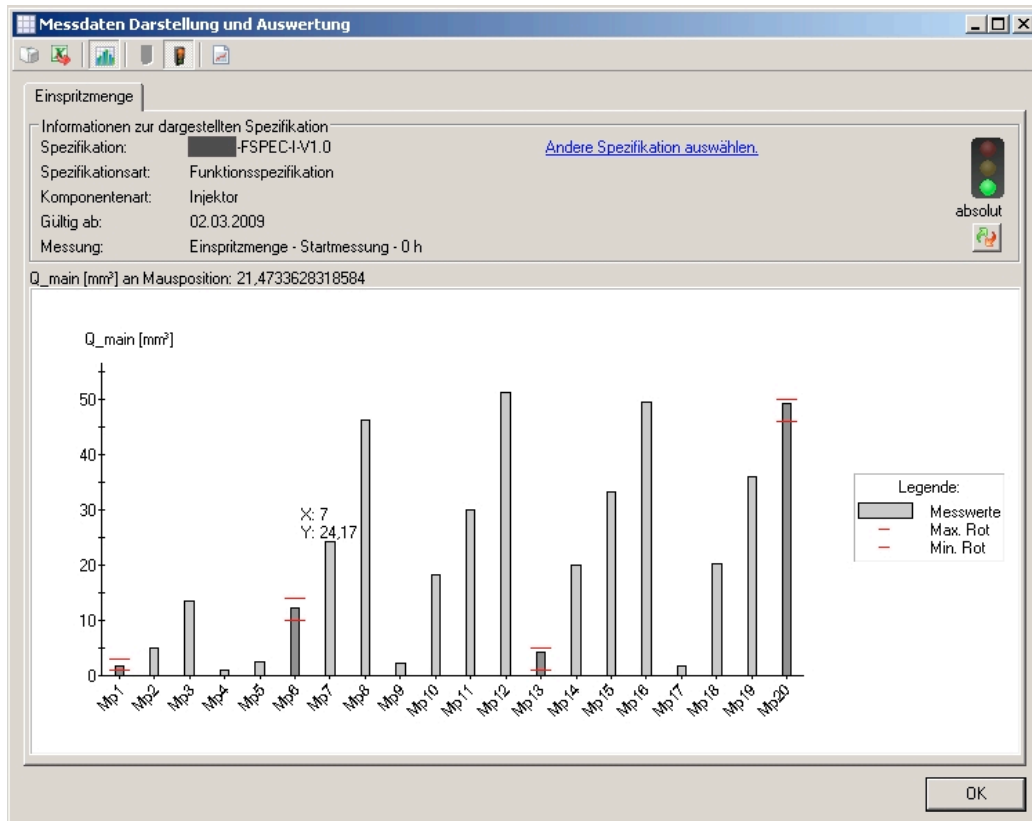 Messdaten Darstellung und Auswertung
Einspritzmenge
Informationen zur dargestellten Spezifikation
Spezifikation: -FSPEC-I-V1.0 Andere Spezifikation auswählen.
Spezifikationsart: Funktionsspezifikation
Komponentenart: Injektor
Gültig ab: 02.03.2009
absolut
Messung: Einspritzmenge - Startmessung - 0 h
Q_main [mm³] an Mausposition: 21,4733628318584
Q_main [mm³]
50
40
30
20
10
0
X: 7
Y: 24,17
Mp1 Mp2 Mp3 Mp4 Mp5 Mp6 Mp7 Mp8 Mp9 Mp10 Mp11 Mp12 Mp13 Mp14 Mp15 Mp16 Mp17 Mp18 Mp19 Mp20
Legende:
Messwerte
Max. Rot
Min. Rot
OK